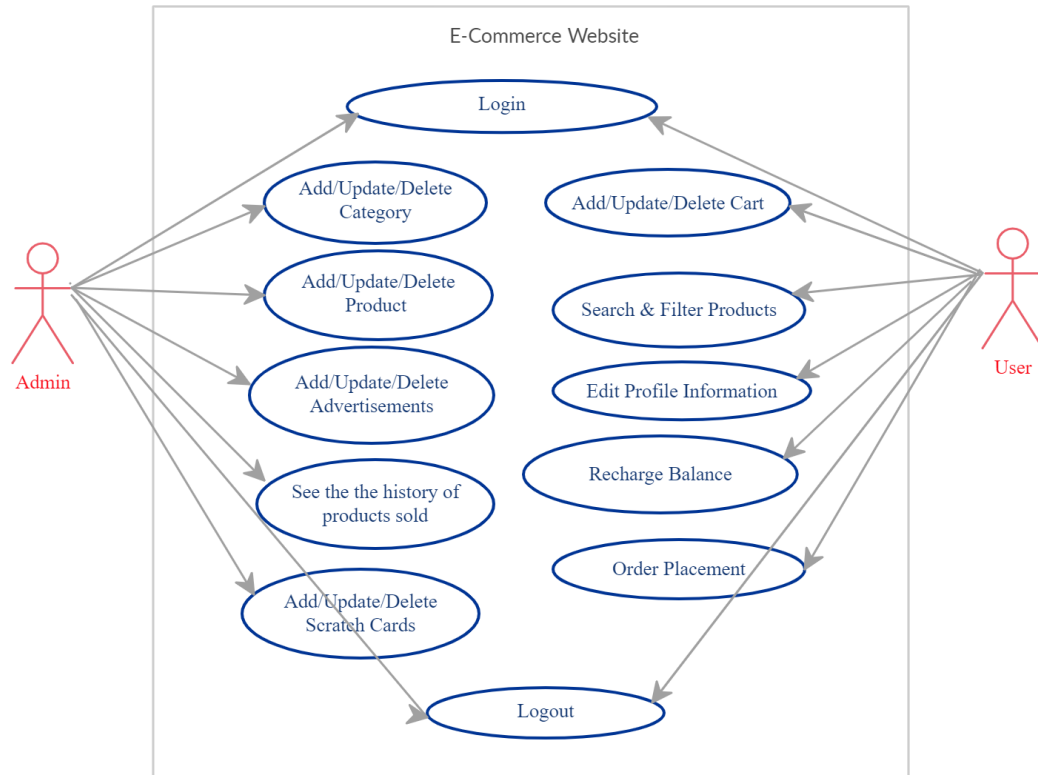 E-Commerce Website
Login
Add/Update/Delete
Category
Add/Update/Delete Cart
Add/Update/Delete
Product
Search & Filter Products
Admin
User
Add/Update/Delete
Advertisements
Edit Profile Information
See the the history of
products sold
Recharge Balance
Order Placement
Add/Update/Delete
Scratch Cards
Logout